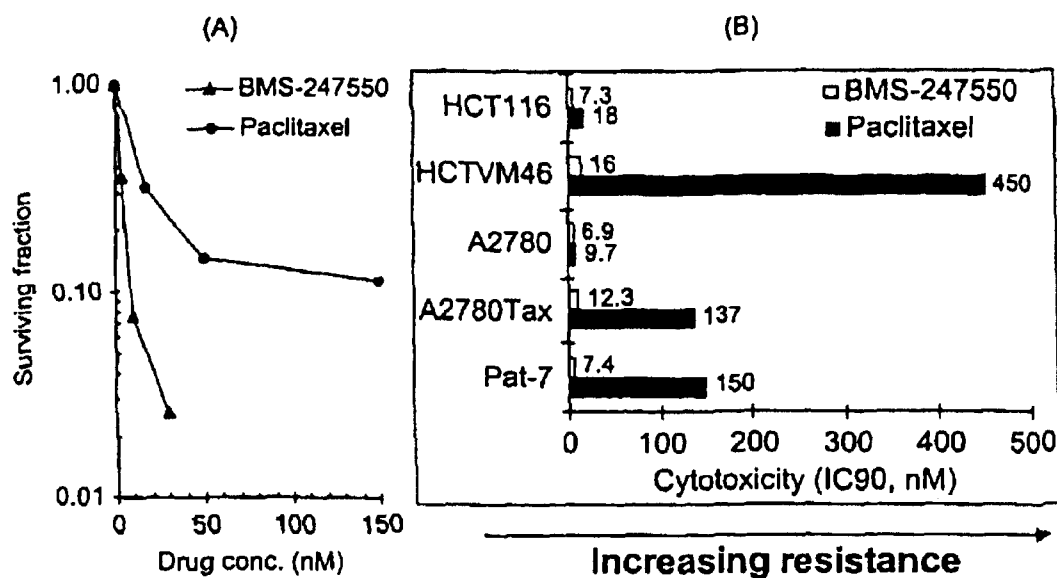 (A)
Surviving fraction
1.00
0.10
0.01
BMS-247550
Paclitaxel
0 50 100 150
Drug conc. (nM)
(B)
BMS-247550
Paclitaxel
HCT116
7.3
18
HCTVM46
16
450
A2780
6.9
9.7
A2780Tax
12.3
137
Pat-7
7.4
150
0 100 200 300 400 500
Cytotoxicity (IC90, nM)
Increasing resistance